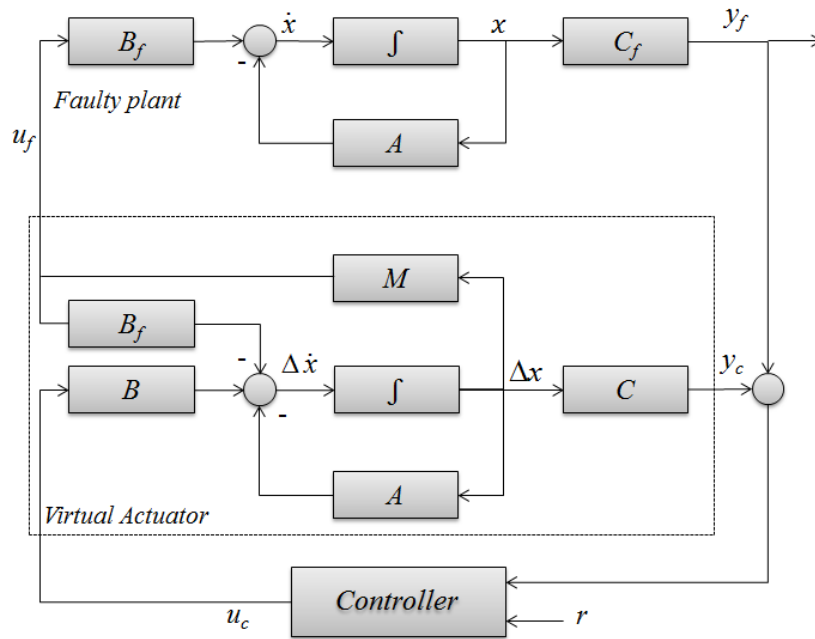 B_f
-
ẋ
∫
x
C_f
y_f
Faulty plant
A
u_f
M
B_f
-
B
Δẋ
∫
Δx
C
y_c
-
A
Virtual Actuator
Controller
u_c
r